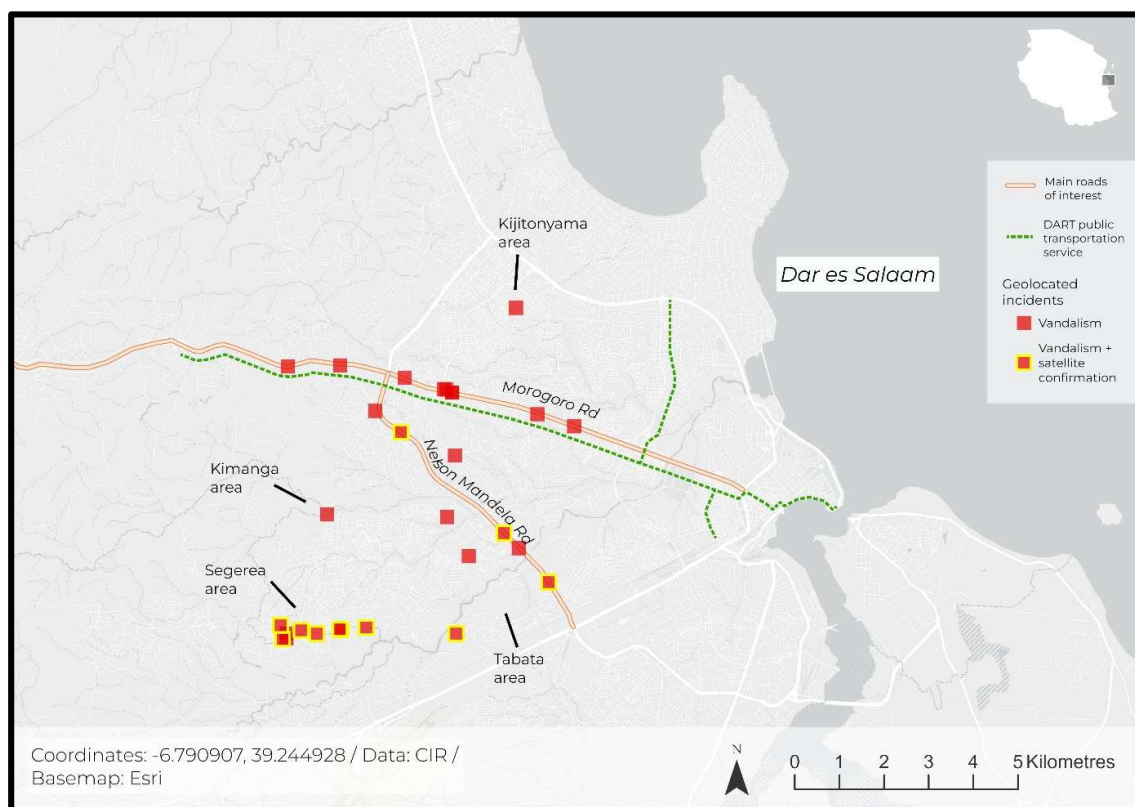 Kijitonyama
area
Dar es Salaam
Main roads
of interest
DART public
transportation
service
Geolocated
incidents
Vandalism
Vandalism +
satellite
confirmation
Morogoro Rd
Nelson Mandela Rd
Kimanga
area
Segerea
area
Tabata
area
Coordinates: -6.790907, 39.244928 / Data: CIR /
Basemap: Esri
N
0 1 2 3 4 5 Kilometres